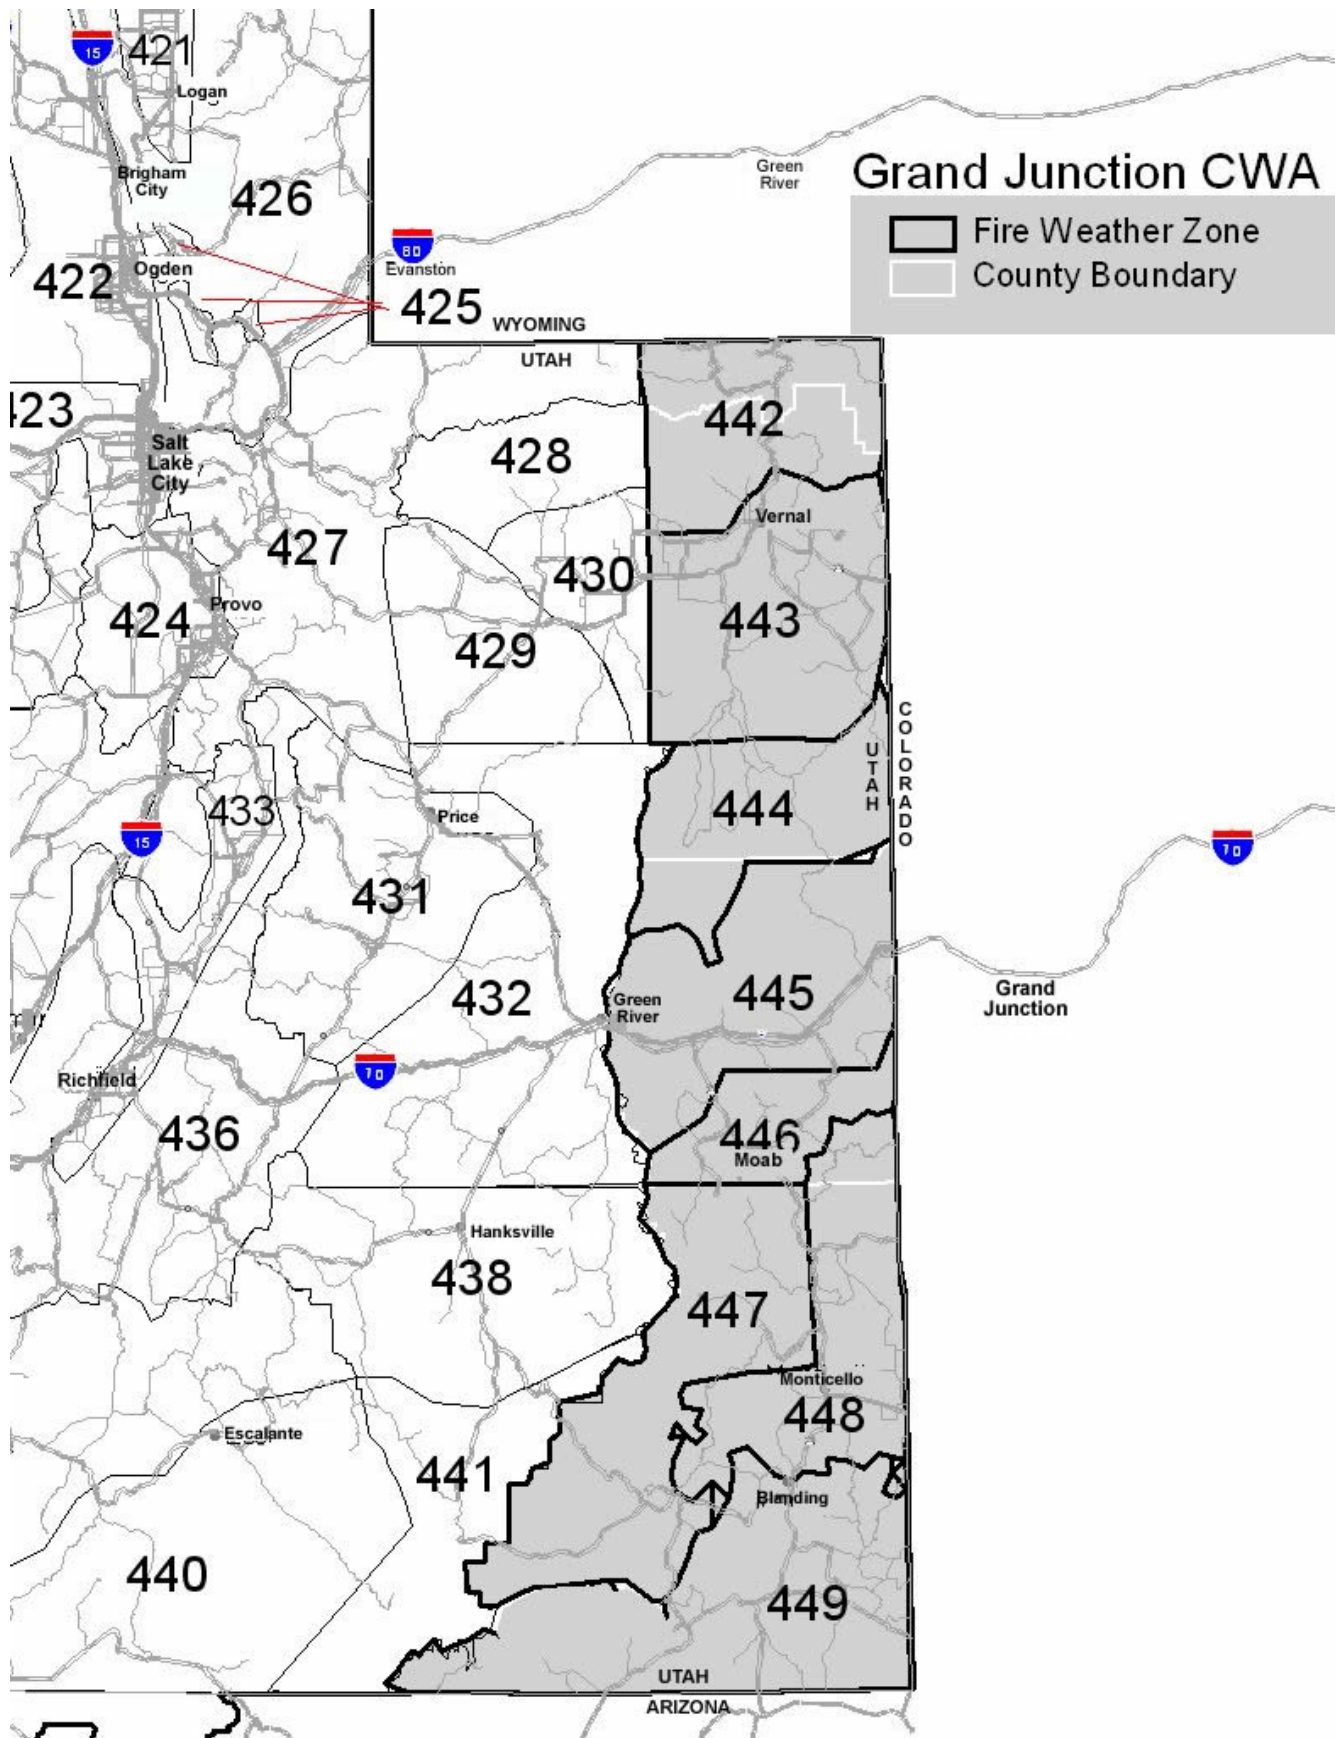 421
15
Logan
Brigham
City
426
Green
River
Grand Junction CWA
Fire Weather Zone
County Boundary
80
Evanston
422
Ogden
425
WYOMING
UTAH
423
442
Salt
Lake
City
428
Vernal
427
430
424
Provo
429
443
COLORADO
UTAH
433
15
Price
444
70
431
432
Green
River
445
Grand
Junction
70
Richfield
436
446
Moab
Hanksville
438
447
Monticello
448
Escalante
441
Blanding
440
449
UTAH
ARIZONA